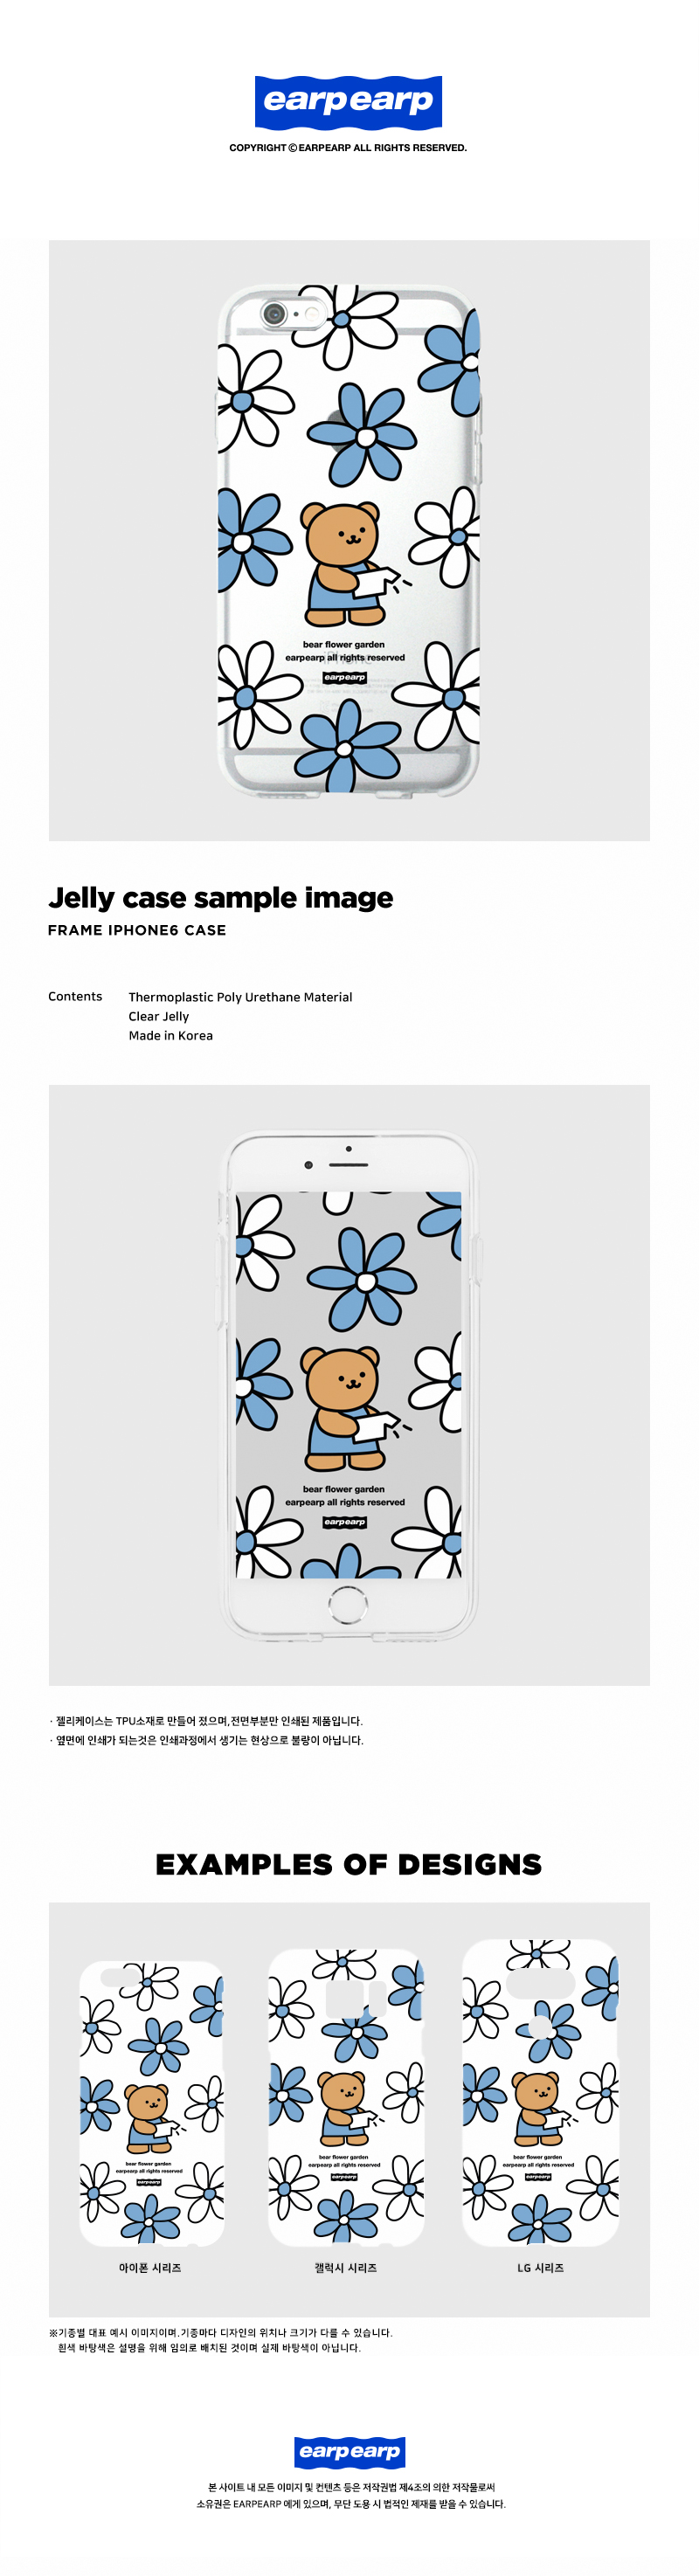 earpearp
COPYRIGHT © EARPEARP ALL RIGHTS RESERVED.
bear flower garden
earpearp all rights reserved
earpearp
Jelly case sample image
FRAME IPHONE6 CASE
Contents
Thermoplastic Poly Urethane Material
Clear Jelly
Made in Korea
bear flower garden
earpearp all rights reserved
earpearp
· 젤리케이스는 TPU소재로 만들어 졌으며,전면부분만 인쇄된 제품입니다.
· 옆면에 인쇄가 되는것은 인쇄과정에서 생기는 현상으로 불량이 아닙니다.
EXAMPLES OF DESIGNS
bear flower garden
earpearp all rights reserved
earpearp
bear flower garden
earpearp all rights reserved
earpearp
bear flower garden
earpearp all rights reserved
earpearp
아이폰 시리즈
갤럭시 시리즈
LG 시리즈
※기종별 대표 예시 이미지이며,기종마다 디자인의 위치나 크기가 다를 수 있습니다.
흰색 바탕색은 설명을 위해 임의로 배치된 것이며 실제 바탕색이 아닙니다.
earpearp
본 사이트 내 모든 이미지 및 컨텐츠 등은 저작권법 제4조의 의한 저작물로써
소유권은 EARPEARP 에게 있으며, 무단 도용 시 법적인 제재를 받을 수 있습니다.